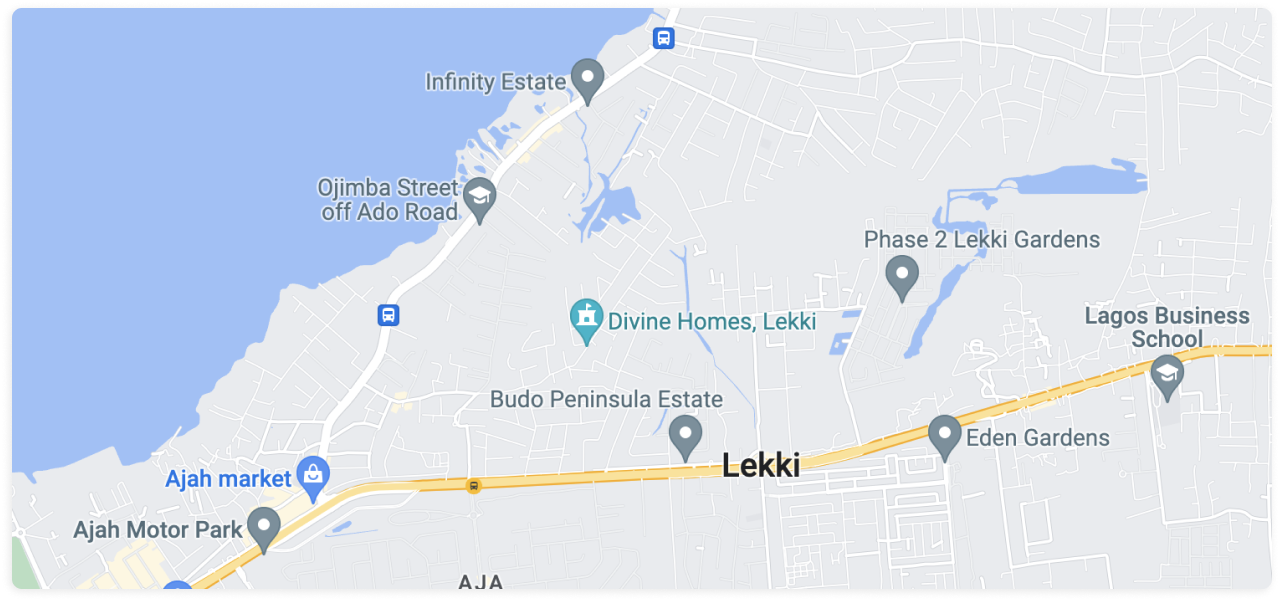 Infinity Estate
Ojimba Street
off Ado Road
Phase 2 Lekki Gardens
Divine Homes, Lekki
Lagos Business
School
Budo Peninsula Estate
Eden Gardens
Lekki
Ajah market
Ajah Motor Park
AJA